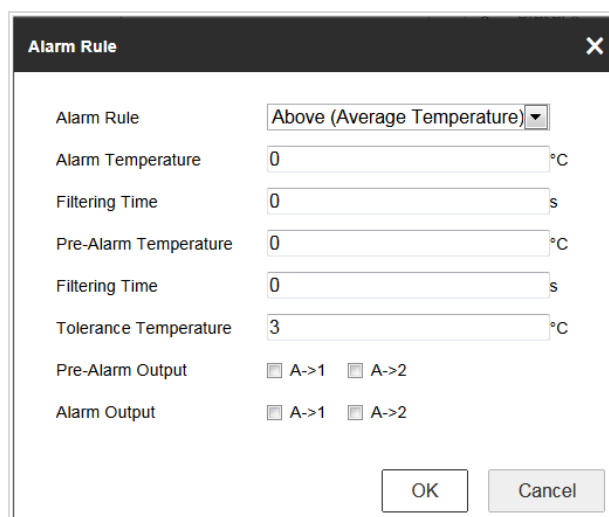 Alarm Rule
Alarm Rule Above (Average Temperature)
Alarm Temperature 0 °C
Filtering Time 0 s
Pre-Alarm Temperature 0 °C
Filtering Time 0 s
Tolerance Temperature 3 °C
Pre-Alarm Output A->1 A->2
Alarm Output A->1 A->2
OK Cancel